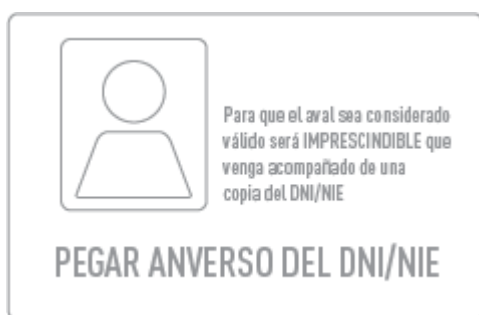 Para que el aval sea considerado
válido será IMPRESCINDIBLE que
venga acompañado de una
copia del DNI/NIE
PEGAR ANVERSO DEL DNI/NIE